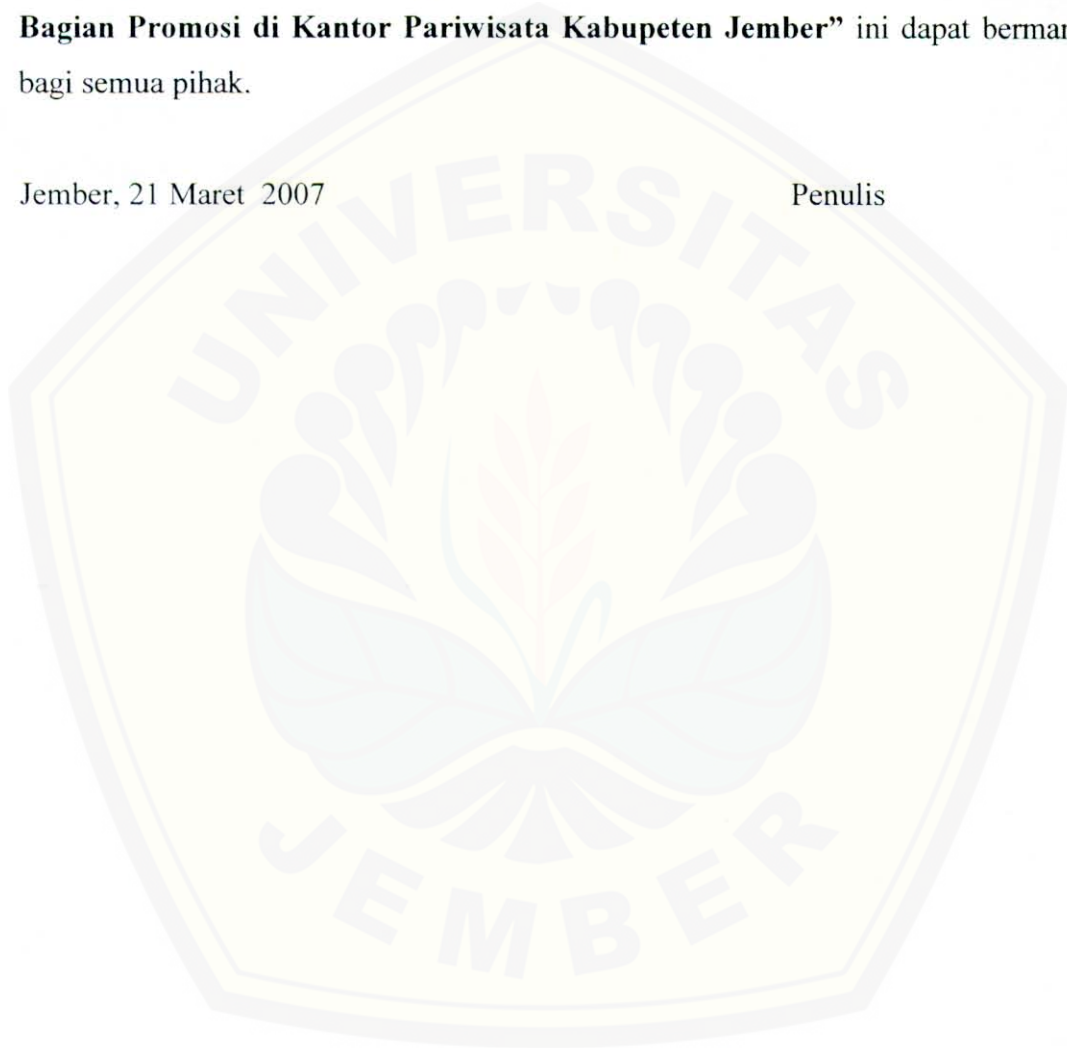 Bagian Promosi di Kantor Pariwisata Kabupeten Jember” ini dapat
bagi semua pihak.
Jember, 21 Maret 2007 Penulis
UNIVERSITAS
JEMBER